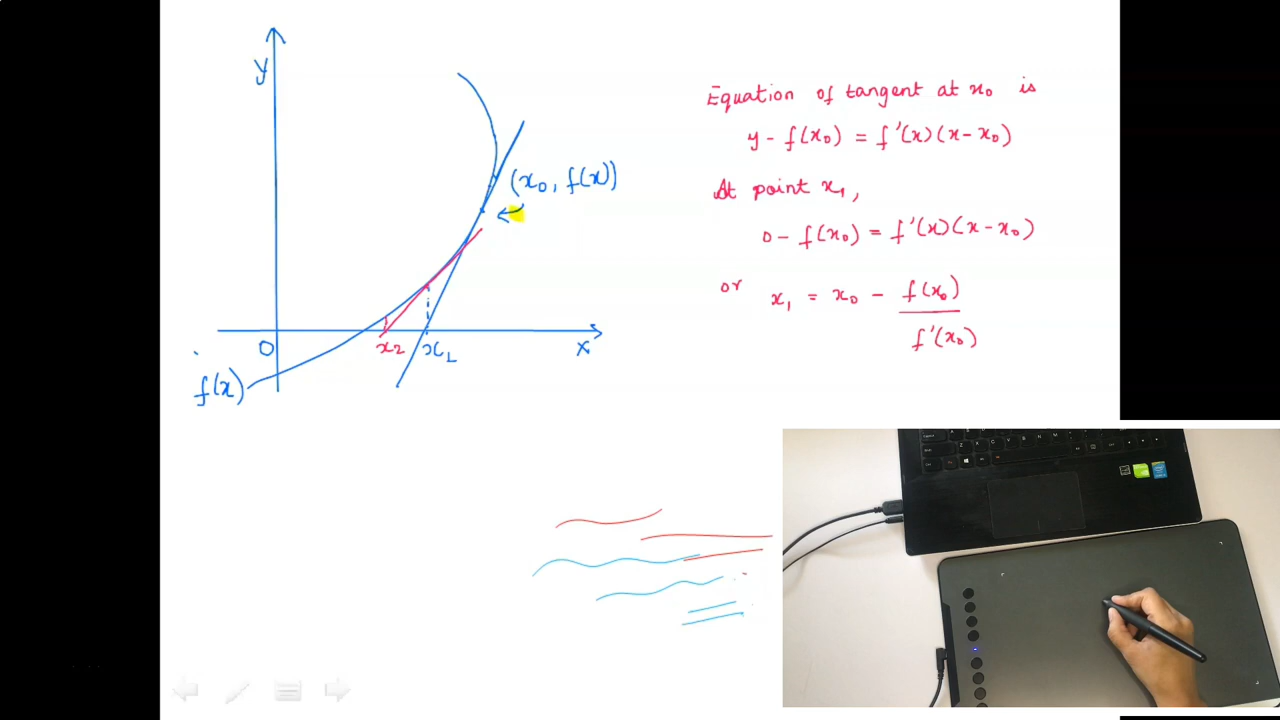 y
(x₀, f(x))
O
x₂
x₁
x
f(x)
Equation of tangent at x₀ is
y - f(x₀) = f'(x)(x - x₀)
At point x₁,
0 - f(x₀) = f'(x)(x - x₀)
or x₁ = x₀ - f(x₀) / f'(x₀)